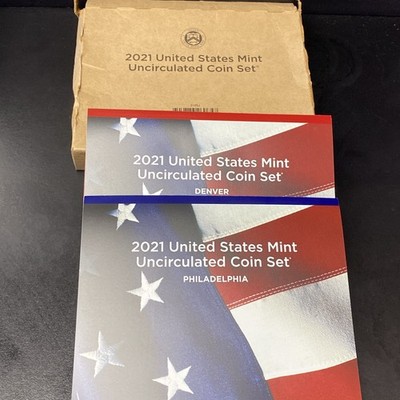 2021 United States Mint
Uncirculated Coin Set®
2021 United States Mint
Uncirculated Coin Set®
DENVER
2021 United States Mint
Uncirculated Coin Set®
PHILADELPHIA